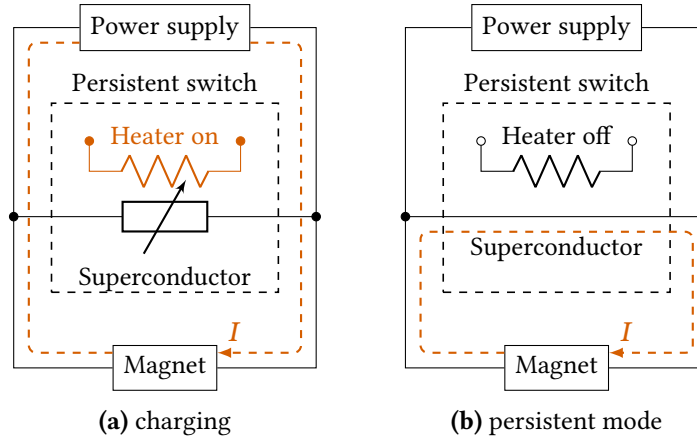 Power supply
Persistent switch
Heater on
Superconductor
I
Magnet
(a) charging
Power supply
Persistent switch
Heater off
Superconductor
I
Magnet
(b) persistent mode